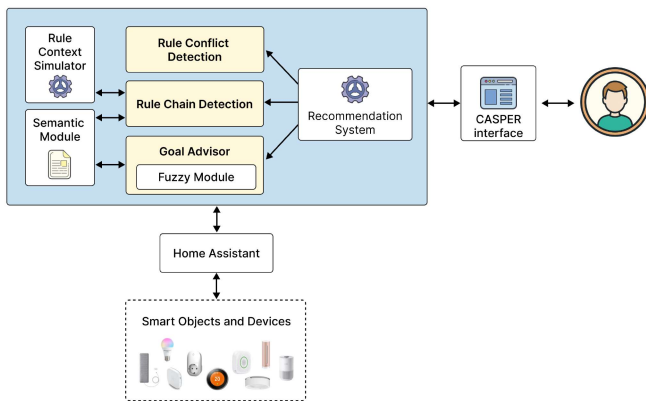 Rule
Context
Simulator
Semantic
Module
Rule Conflict
Detection
Rule Chain Detection
Goal Advisor
Fuzzy Module
Recommendation
System
CASPER
interface
Home Assistant
Smart Objects and Devices
20